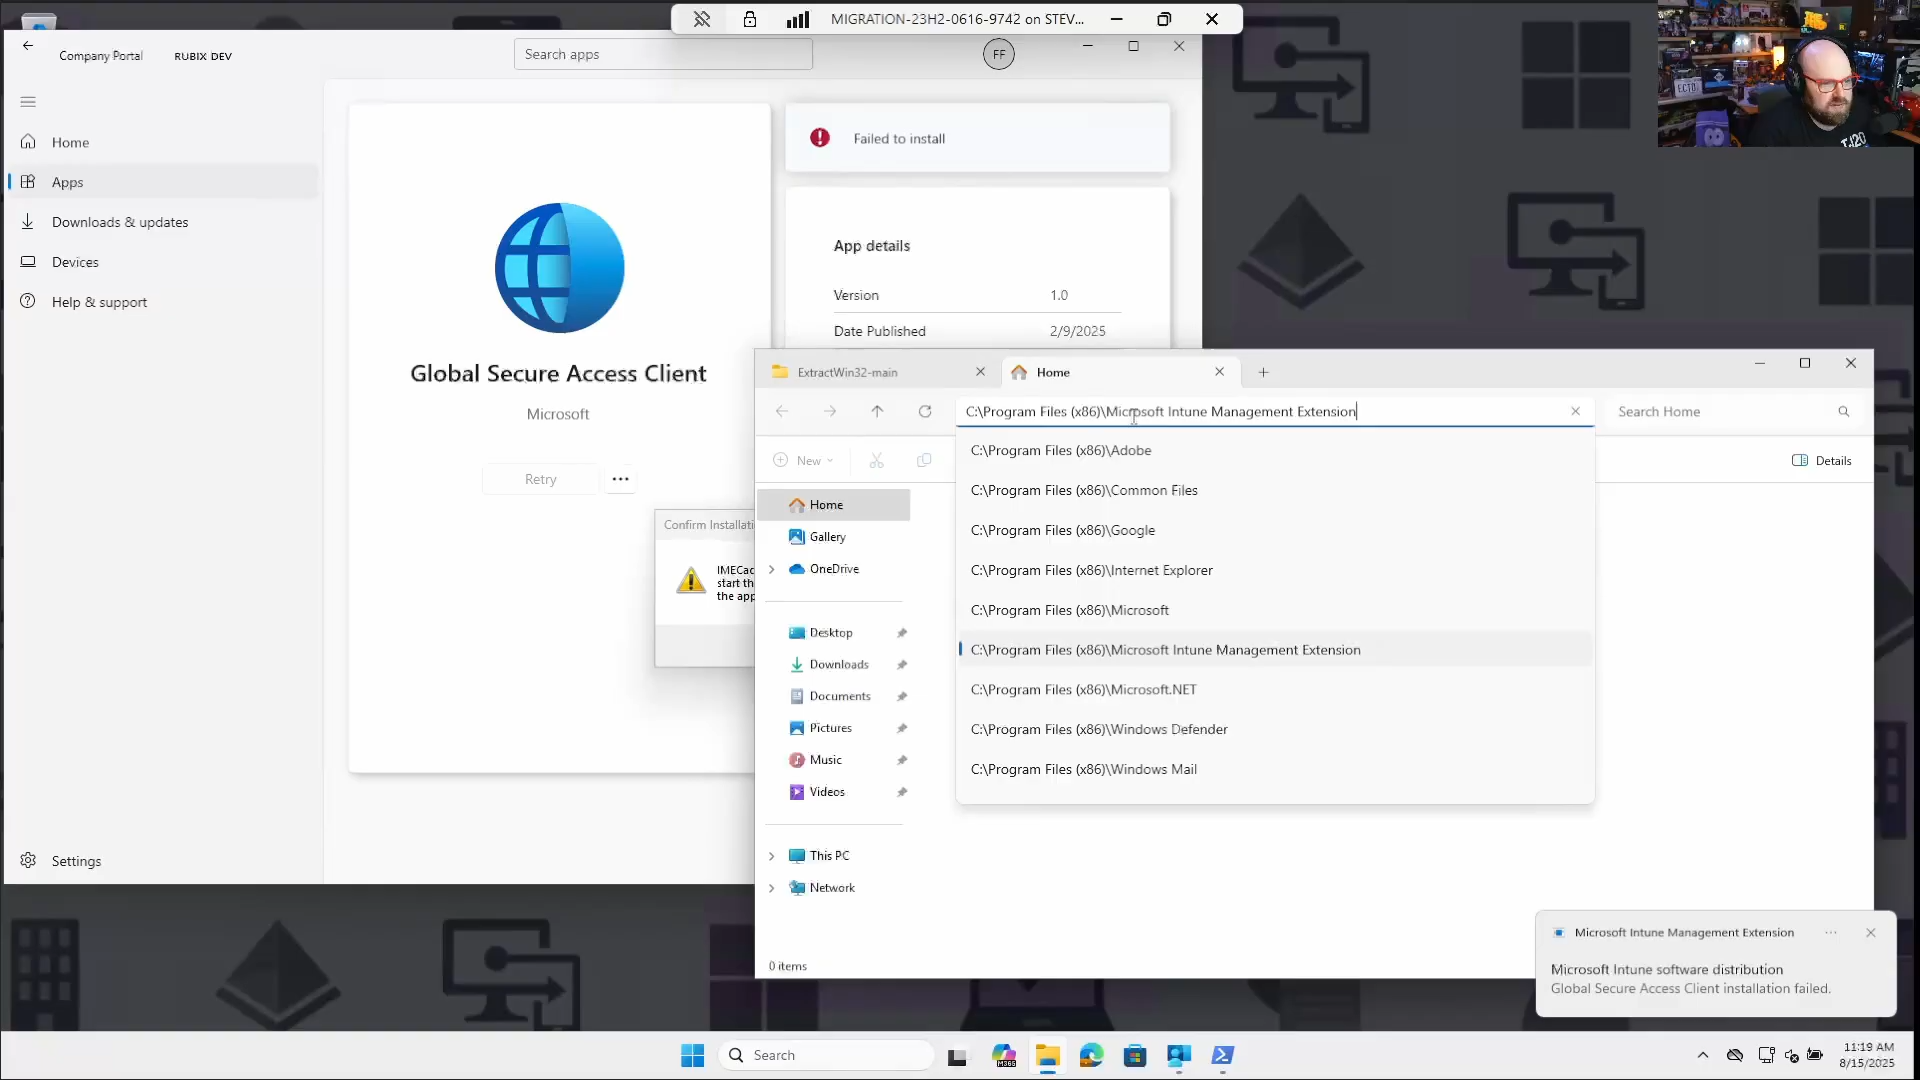 MIGRATION-23H2-0616-9742 on STEV...
Company Portal
RUBIX DEV
Search apps
FF
Home
Apps
Downloads & updates
Devices
Help & support
Settings
Global Secure Access Client
Microsoft
Retry
Failed to install
App details
Version
1.0
Date Published
2/9/2025
Confirm Installati
IMECac
start th
the app
ExtractWin32-main
Home
C:\Program Files (x86)\Microsoft Intune Management Extension
Search Home
New
Details
C:\Program Files (x86)\Adobe
C:\Program Files (x86)\Common Files
C:\Program Files (x86)\Google
C:\Program Files (x86)\Internet Explorer
C:\Program Files (x86)\Microsoft
C:\Program Files (x86)\Microsoft Intune Management Extension
C:\Program Files (x86)\Microsoft.NET
C:\Program Files (x86)\Windows Defender
C:\Program Files (x86)\Windows Mail
Home
Gallery
OneDrive
Desktop
Downloads
Documents
Pictures
Music
Videos
This PC
Network
0 items
Microsoft Intune Management Extension
Microsoft Intune software distribution
Global Secure Access Client installation failed.
Search
M365
11:19 AM
8/15/2025